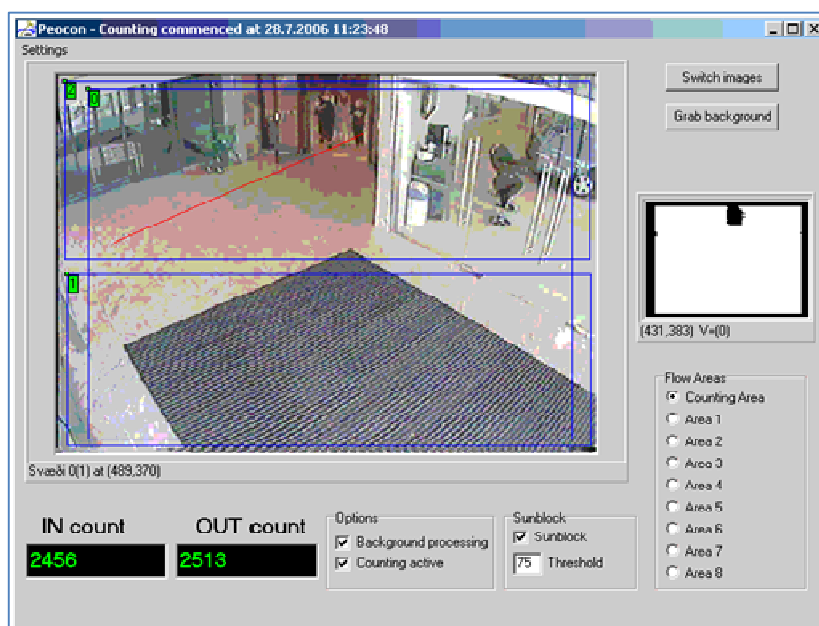 Peocon - Counting commenced at 28.7.2006 11:23:48
Settings
2
0
1
Switch images
Grab background
(431,383) V=(0)
Svæði 0(1) at (489,370)
Flow Areas
Counting Area
Area 1
Area 2
Area 3
Area 4
Area 5
Area 6
Area 7
Area 8
IN count
2456
OUT count
2513
Options
Background processing
Counting active
Sunblock
Sunblock
75 Threshold